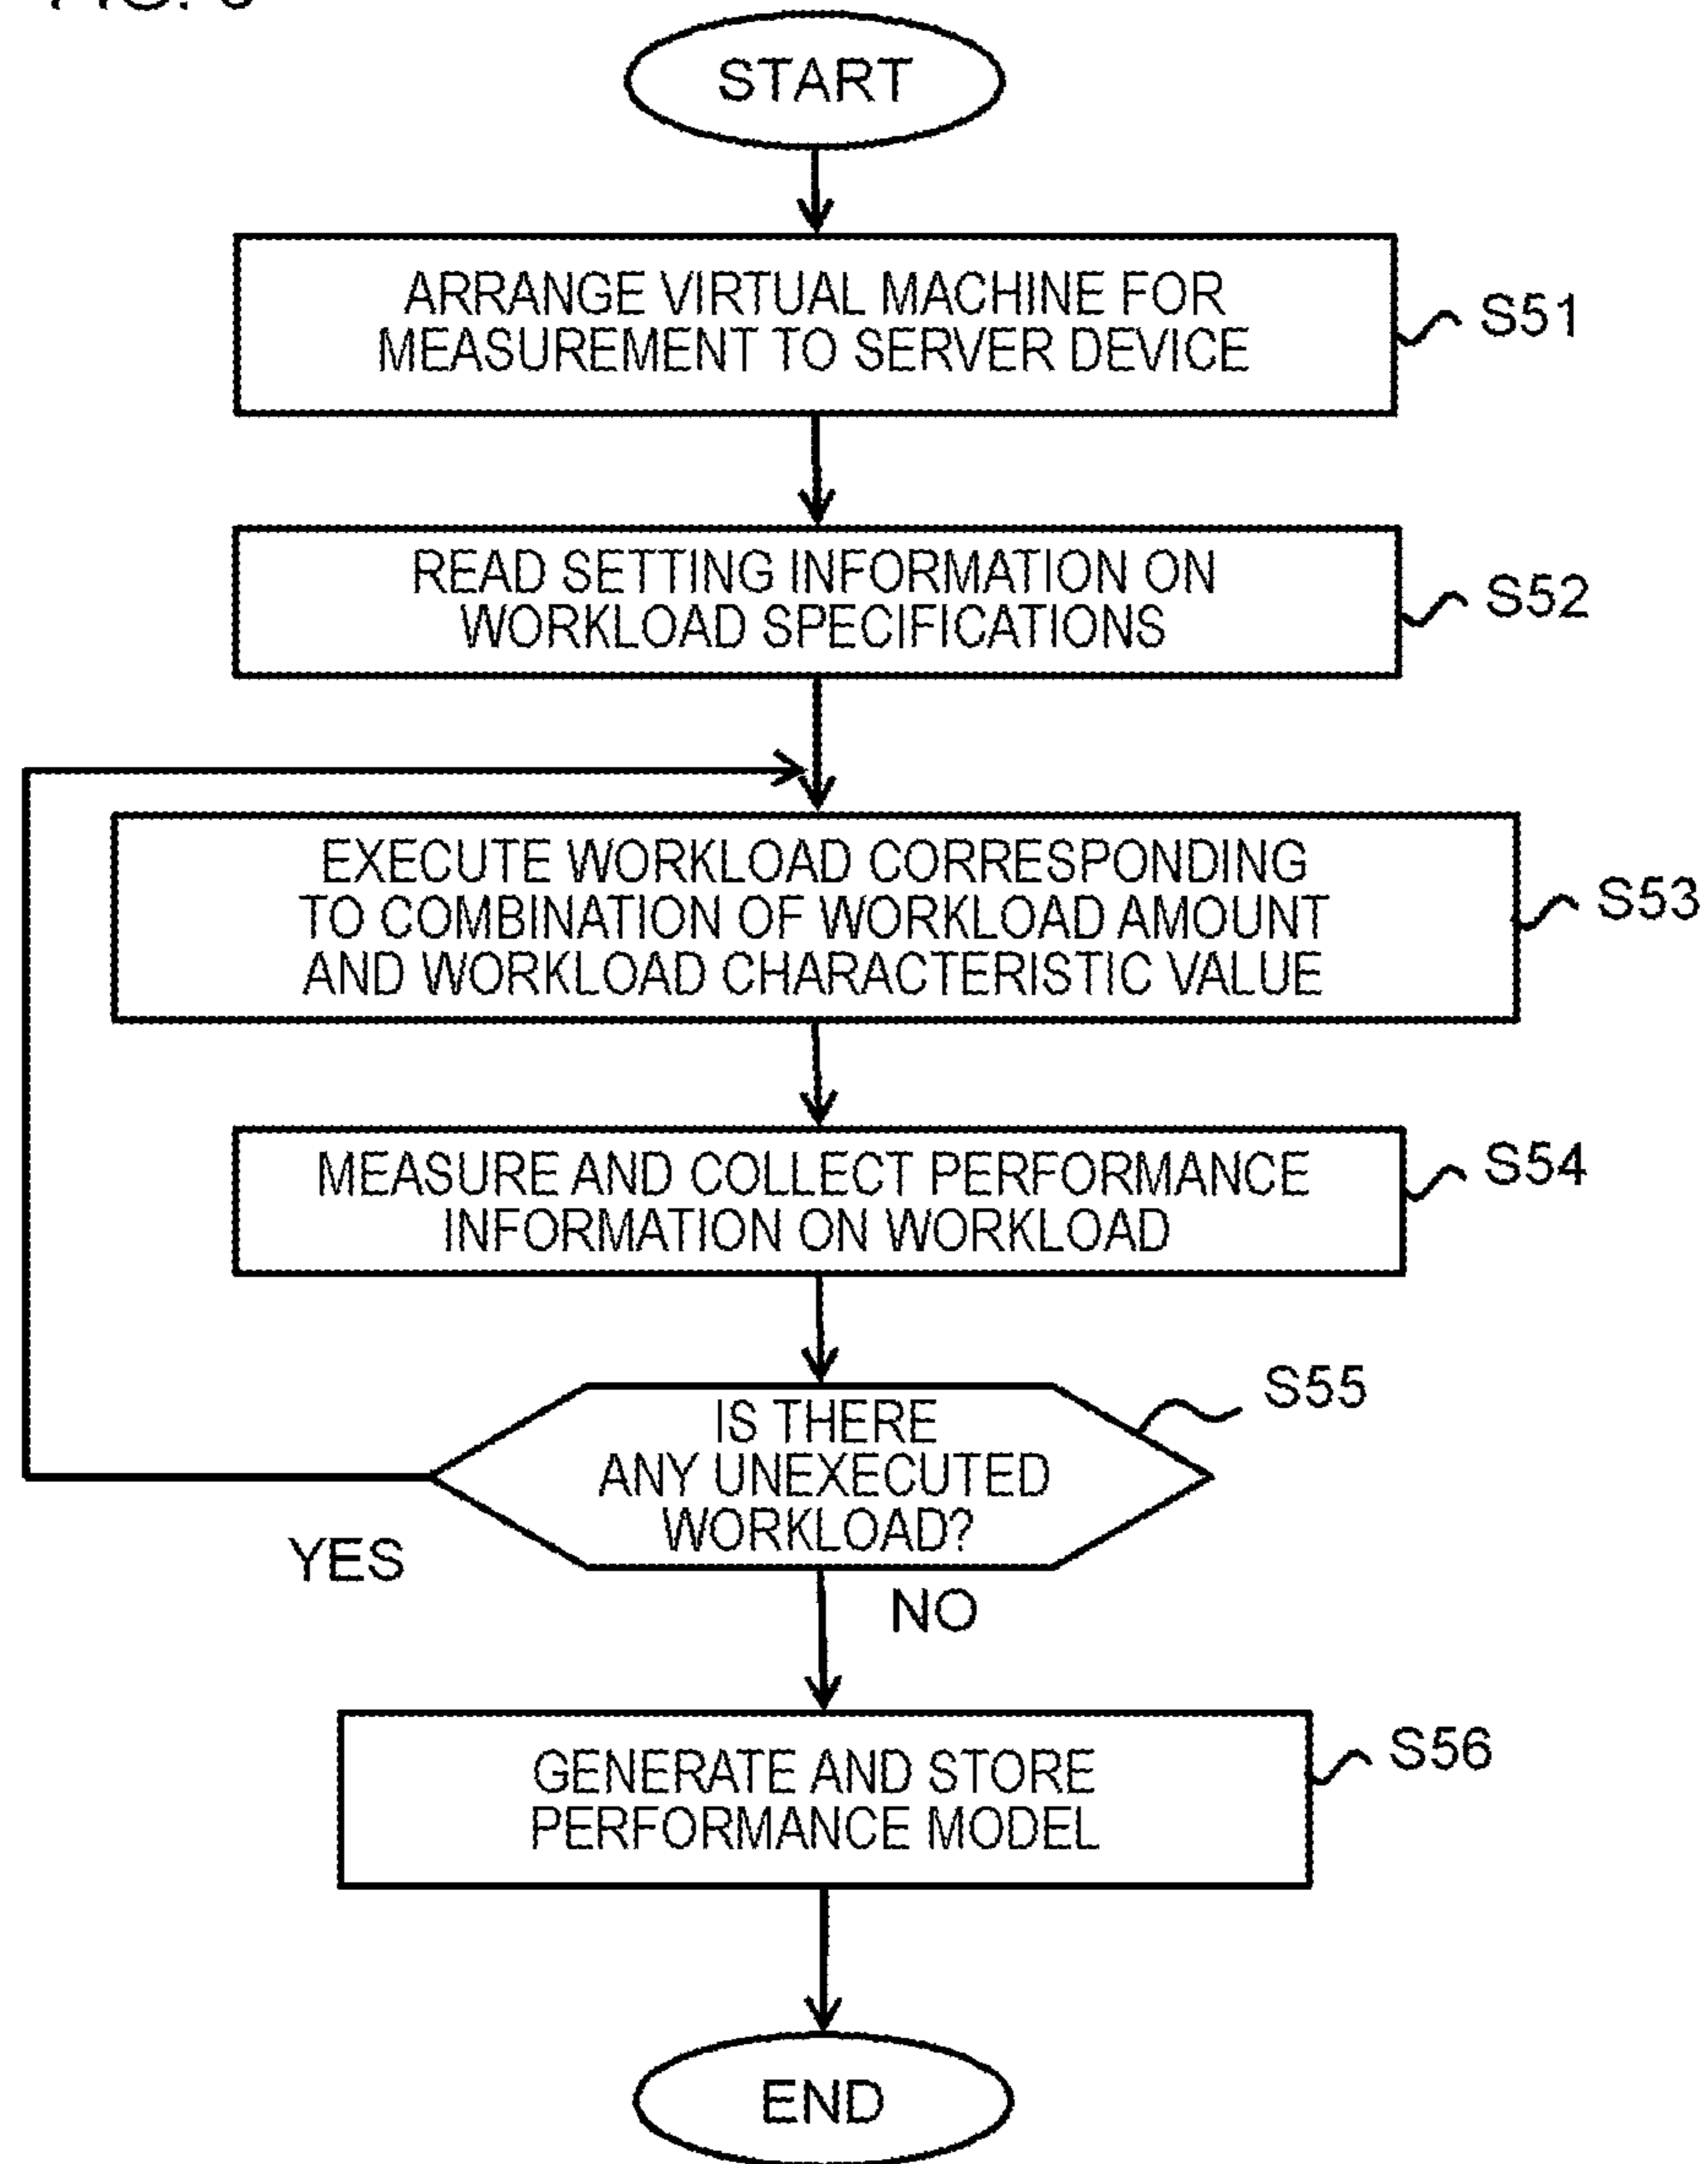 START
ARRANGE VIRTUAL MACHINE FOR
MEASUREMENT TO SERVER DEVICE
S51
READ SETTING INFORMATION ON
WORKLOAD SPECIFICATIONS
S52
EXECUTE WORKLOAD CORRESPONDING
TO COMBINATION OF WORKLOAD AMOUNT
AND WORKLOAD CHARACTERISTIC VALUE
S53
MEASURE AND COLLECT PERFORMANCE
INFORMATION ON WORKLOAD
S54
IS THERE
ANY UNEXECUTED
WORKLOAD?
S55
YES
NO
GENERATE AND STORE
PERFORMANCE MODEL
S56
END